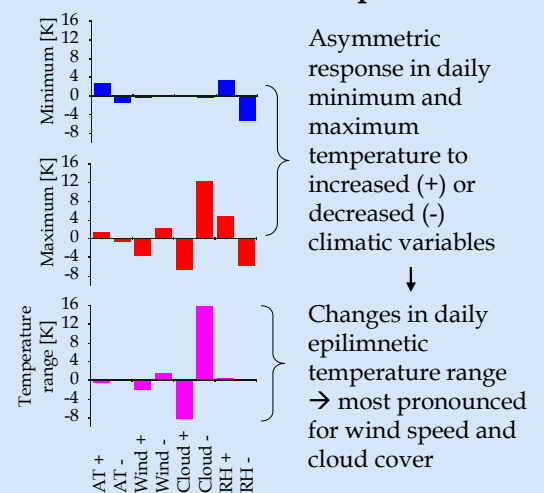 16
12
8
4
0
-4
-8
Minimum [K]
Asymmetric
response in daily
minimum and
maximum
temperature to
increased (+) or
decreased (-)
climatic variables
16
12
8
4
0
-4
-8
Maximum [K]
16
12
8
4
0
-4
-8
Temperature
range [K]
Changes in daily
epilimnetic
temperature range
→ most pronounced
for wind speed and
cloud cover
AT +
AT -
Wind +
Wind -
Cloud +
Cloud -
RH +
RH -